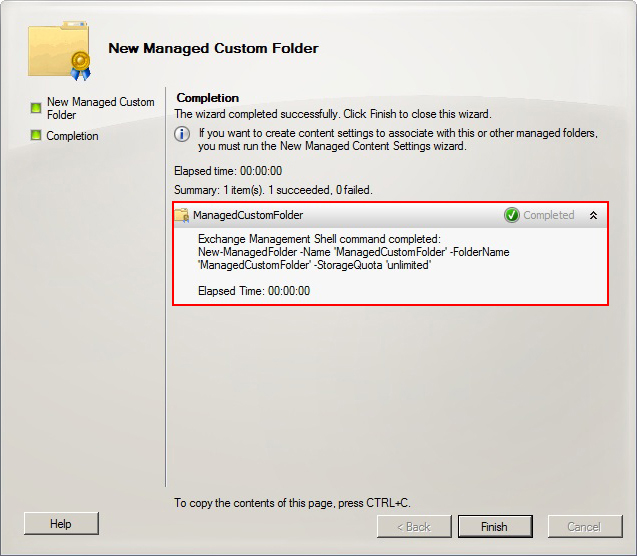 New Managed Custom Folder
New Managed Custom
Folder
Completion
Completion
The wizard completed successfully. Click Finish to close this wizard.
If you want to create content settings to associate with this or other managed folders,
you must run the New Managed Content Settings wizard.
Elapsed time: 00:00:00
Summary: 1 item(s). 1 succeeded, 0 failed.
ManagedCustomFolder
Completed
Exchange Management Shell command completed:
New-ManagedFolder -Name 'ManagedCustomFolder' -FolderName
'ManagedCustomFolder' -StorageQuota 'unlimited'
Elapsed Time: 00:00:00
To copy the contents of this page, press CTRL+C.
Help
< Back
Finish
Cancel